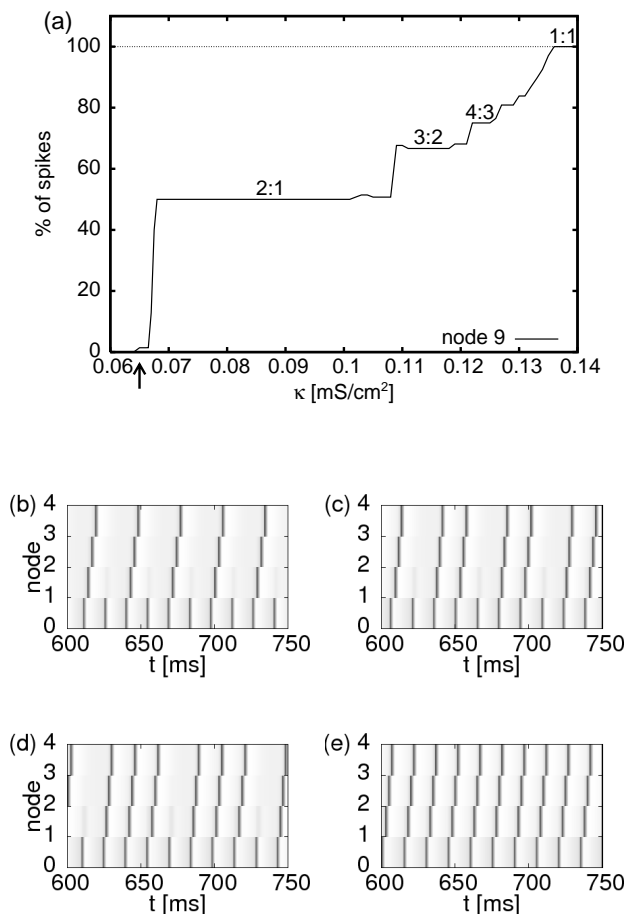 (a)
% of spikes
100
80
60
40
20
0
2:1
3:2
4:3
1:1
node 9
0.06 0.07 0.08 0.09 0.1 0.11 0.12 0.13 0.14
κ [mS/cm²]
(b)
node
4
3
2
1
0
600 650 700 750
t [ms]
(c)
4
3
2
1
0
600 650 700 750
t [ms]
(d)
node
4
3
2
1
0
600 650 700 750
t [ms]
(e)
4
3
2
1
0
600 650 700 750
t [ms]